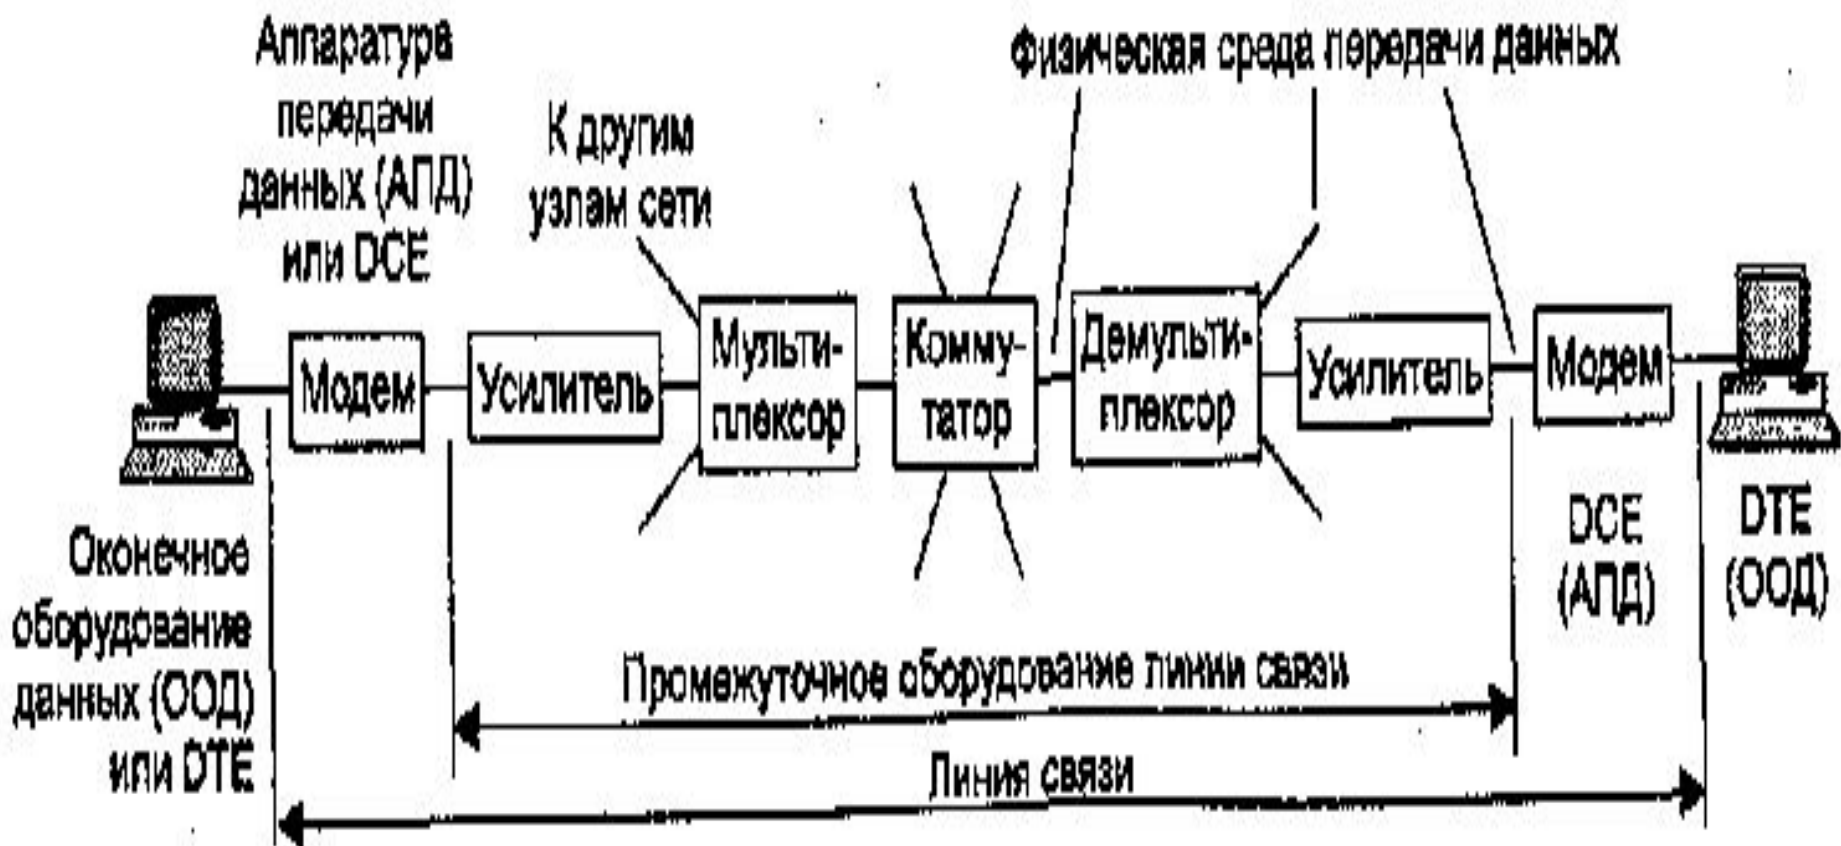 Аппаратура
передачи
данных (АПД)
или DCE
К другим
узлам сети
Физическая среда передачи данных
Модем
Усилитель
Мульти-
плексор
Комму-
татор
Демульти-
плексор
Усилитель
Модем
Оконечное
оборудование
данных (ООД)
или DTE
DCE
(АПД)
DTE
(ООД)
Промежуточное оборудование линии связи
Линия связи